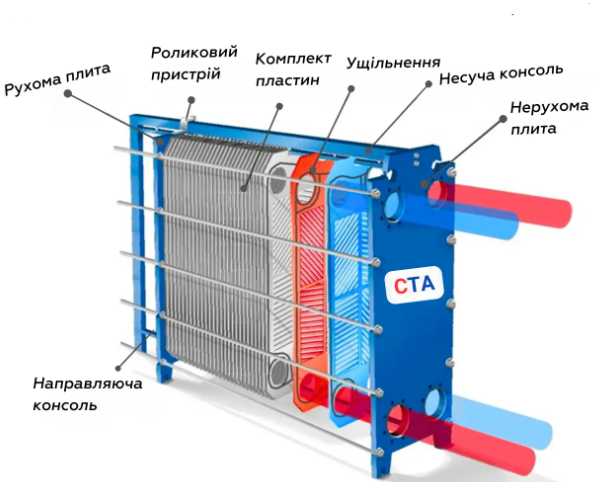 Роликовий
пристрій
Комплект
пластин
Ущільнення
Несуча консоль
Рухома плита
Нерухома
плита
СТА
Направляюча
консоль